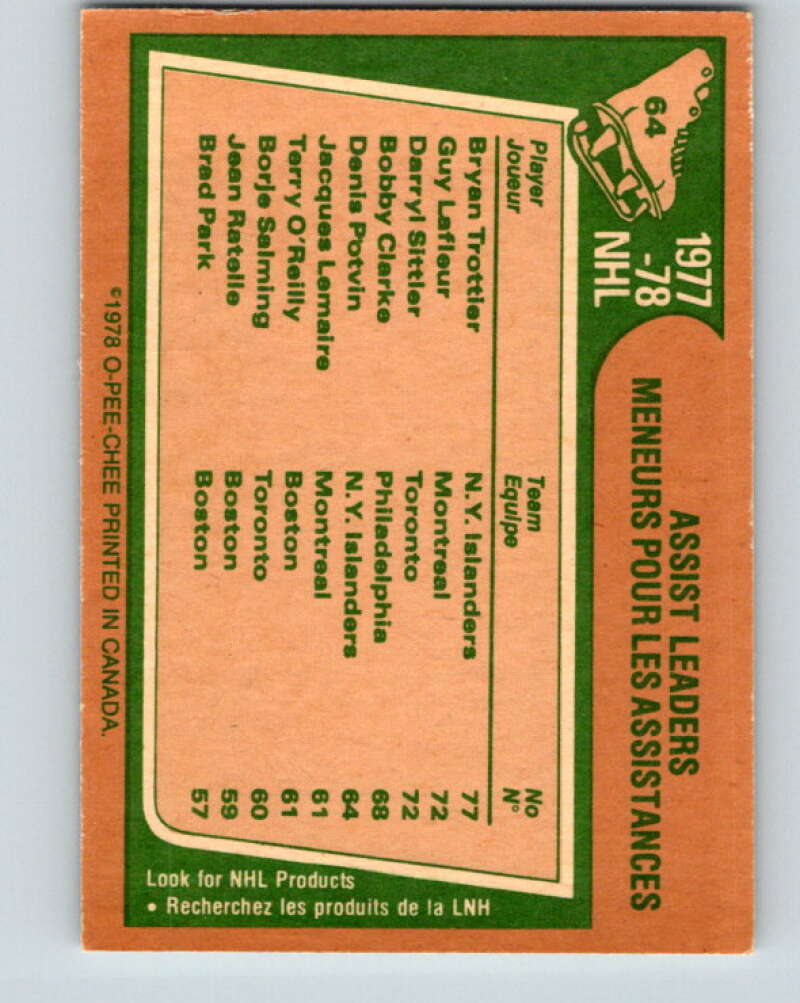 64
1977
-78
NHL
ASSIST LEADERS
MENEURS POUR LES ASSISTANCES
Player Team No
Joueur Equipe N°
Bryan Trottier N.Y. Islanders 77
Guy Lafleur Montreal 72
Darryl Sittler Toronto 72
Bobby Clarke Philadelphia 68
Denis Potvin N.Y. Islanders 64
Jacques Lemaire Montreal 61
Terry O'Reilly Boston 61
Borje Salming Toronto 60
Jean Ratelle Boston 59
Brad Park Boston 57
Look for NHL Products
• Recherchez les produits de la LNH
©1978 O-PEE-CHEE PRINTED IN CANADA.